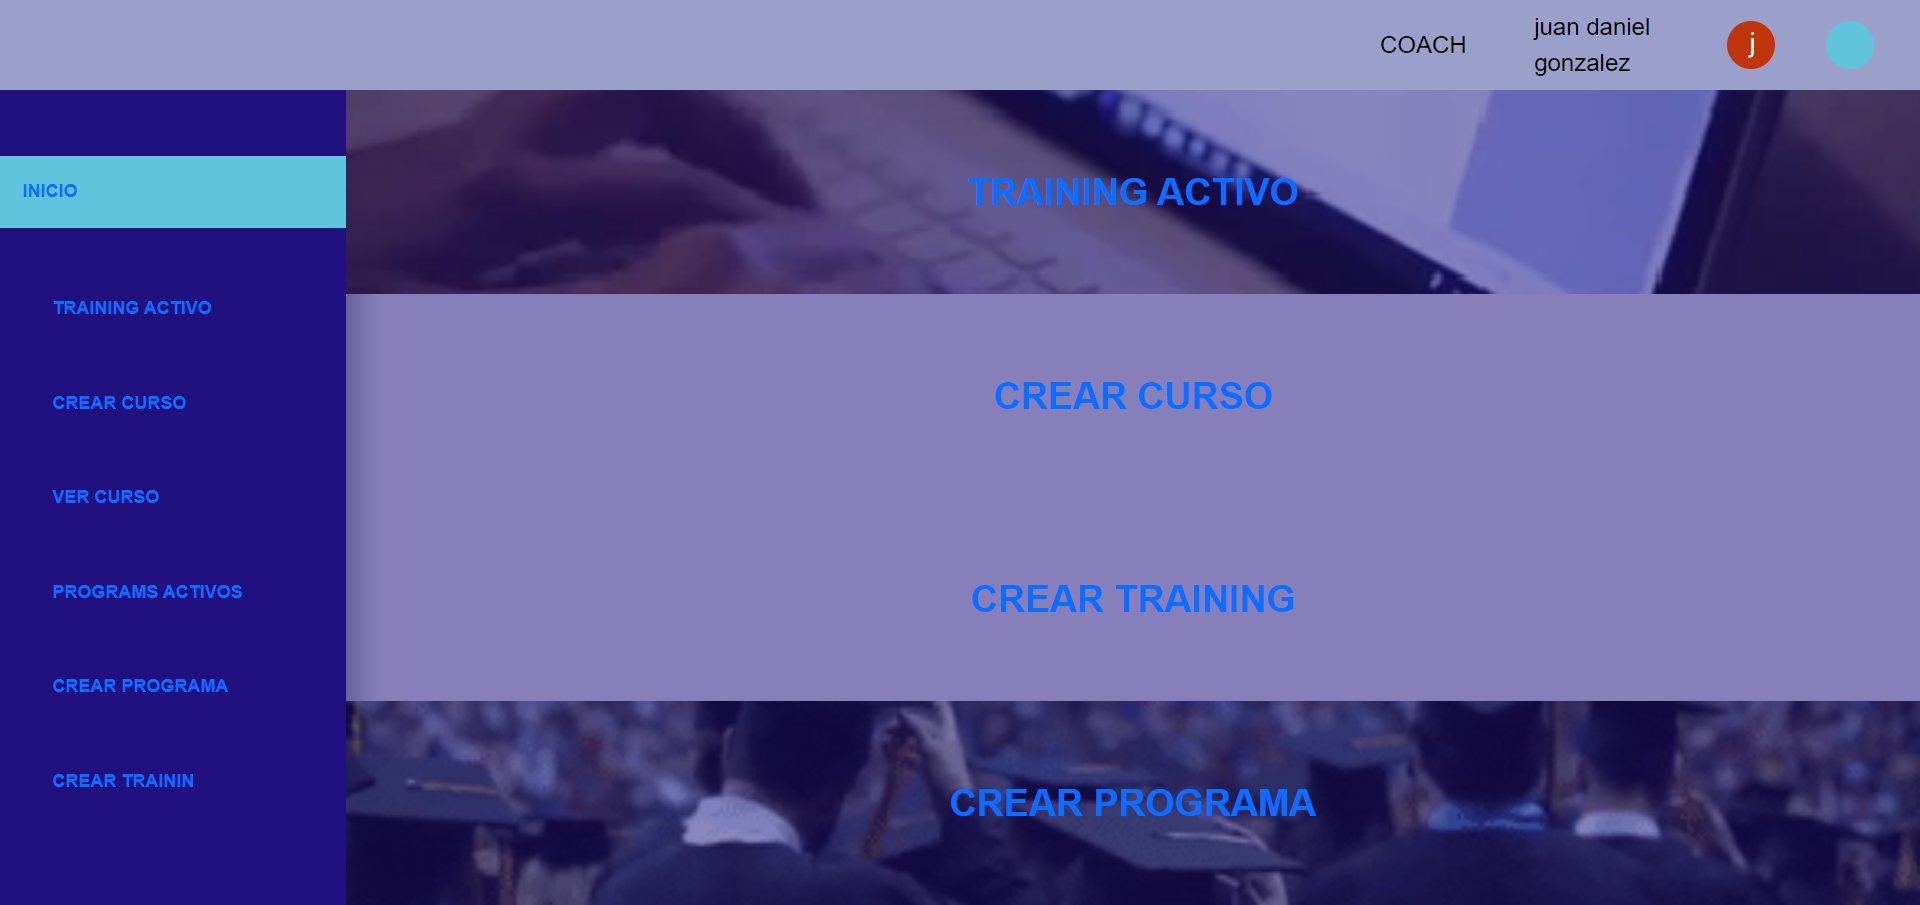 COACH
juan daniel
gonzalez
j
INICIO
TRAINING ACTIVO
CREAR CURSO
VER CURSO
PROGRAMS ACTIVOS
CREAR PROGRAMA
CREAR TRAININ
TRAINING ACTIVO
CREAR CURSO
CREAR TRAINING
CREAR PROGRAMA